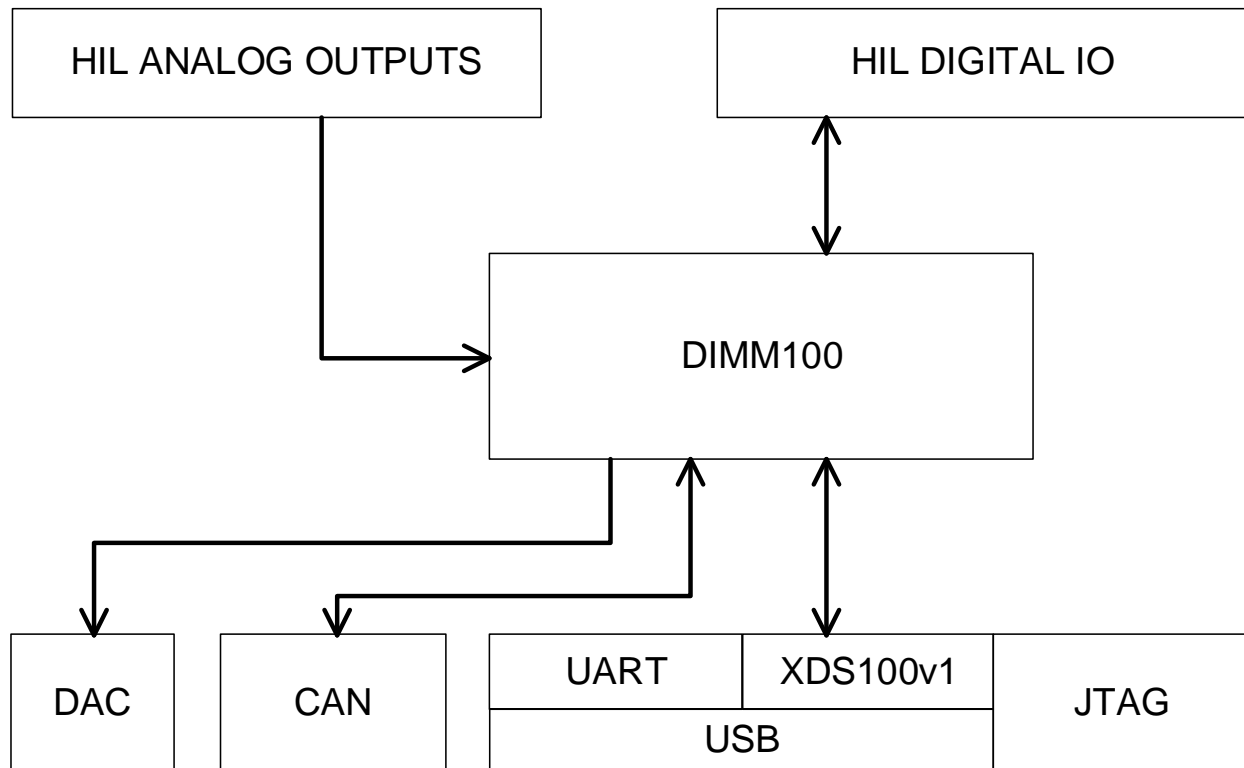 HIL ANALOG OUTPUTS
HIL DIGITAL IO
DIMM100
DAC
CAN
UART
XDS100v1
USB
JTAG